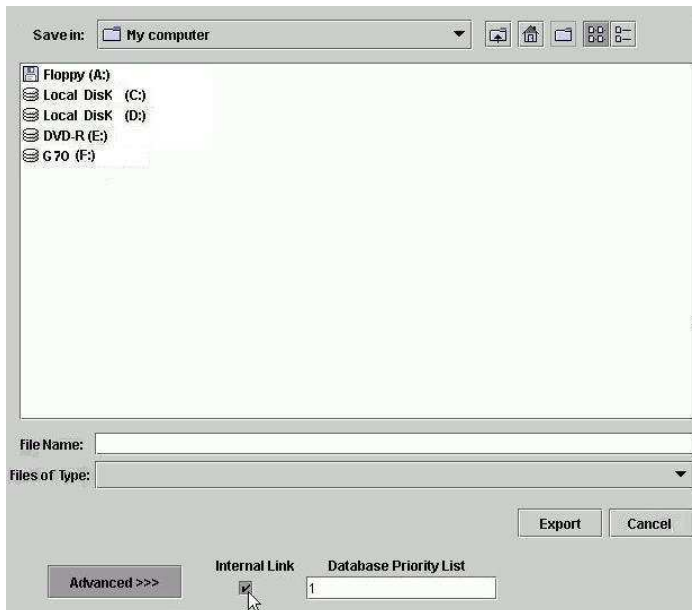 Save in: My computer
Floppy (A:)
Local DisK (C:)
Local DisK (D:)
DVD-R (E:)
G70 (F:)
File Name:
Files of Type:
Export Cancel
Internal Link Database Priority List
Advanced >>> 1